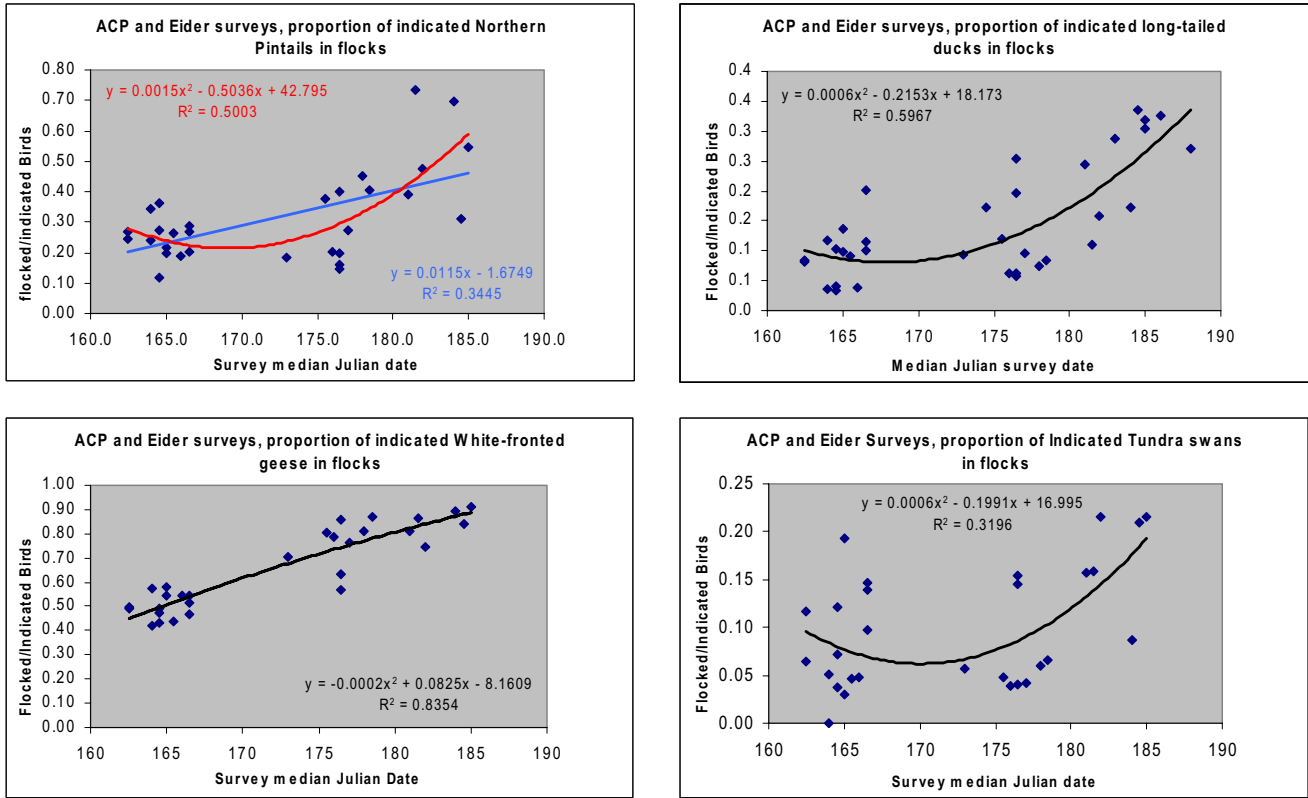 ACP and Eider surveys, proportion of indicated Northern
Pintails in flocks
flocked/Indicated Birds
0.80
0.70
0.60
0.50
0.40
0.30
0.20
0.10
0.00
y = 0.0015x² - 0.5036x + 42.795
R² = 0.5003
y = 0.0115x - 1.6749
R² = 0.3445
160.0 165.0 170.0 175.0 180.0 185.0 190.0
Survey median Julian date
ACP and Eider surveys, proportion of indicated long-tailed
ducks in flocks
Flocked/Indicated Birds
0.4
0.4
0.3
0.3
0.2
0.2
0.1
0.1
0.0
y = 0.0006x² - 0.2153x + 18.173
R² = 0.5967
160 165 170 175 180 185 190
Median Julian survey date
ACP and Eider surveys, proportion of indicated White-fronted
geese in flocks
Flocked/Indicated Birds
1.00
0.90
0.80
0.70
0.60
0.50
0.40
0.30
0.20
0.10
0.00
y = -0.0002x² + 0.0825x - 8.1609
R² = 0.8354
160 165 170 175 180 185 190
Survey median Julian Date
ACP and Eider Surveys, proportion of Indicated Tundra swans
in flocks
Flocked/Indicated Birds
0.25
0.20
0.15
0.10
0.05
0.00
y = 0.0006x² - 0.1991x + 16.995
R² = 0.3196
160 165 170 175 180 185 190
Survey median Julian date